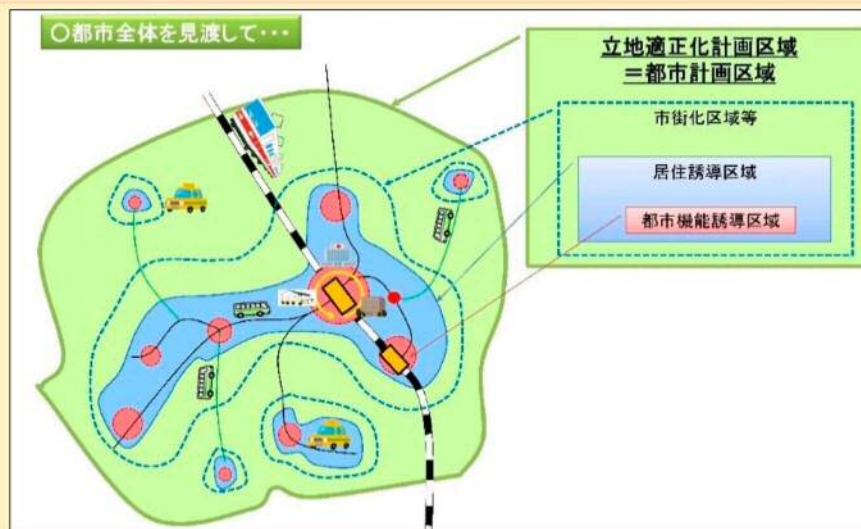 〇都市全体を見渡して・・・
立地適正化計画区域
＝都市計画区域
市街化区域等
居住誘導区域
都市機能誘導区域